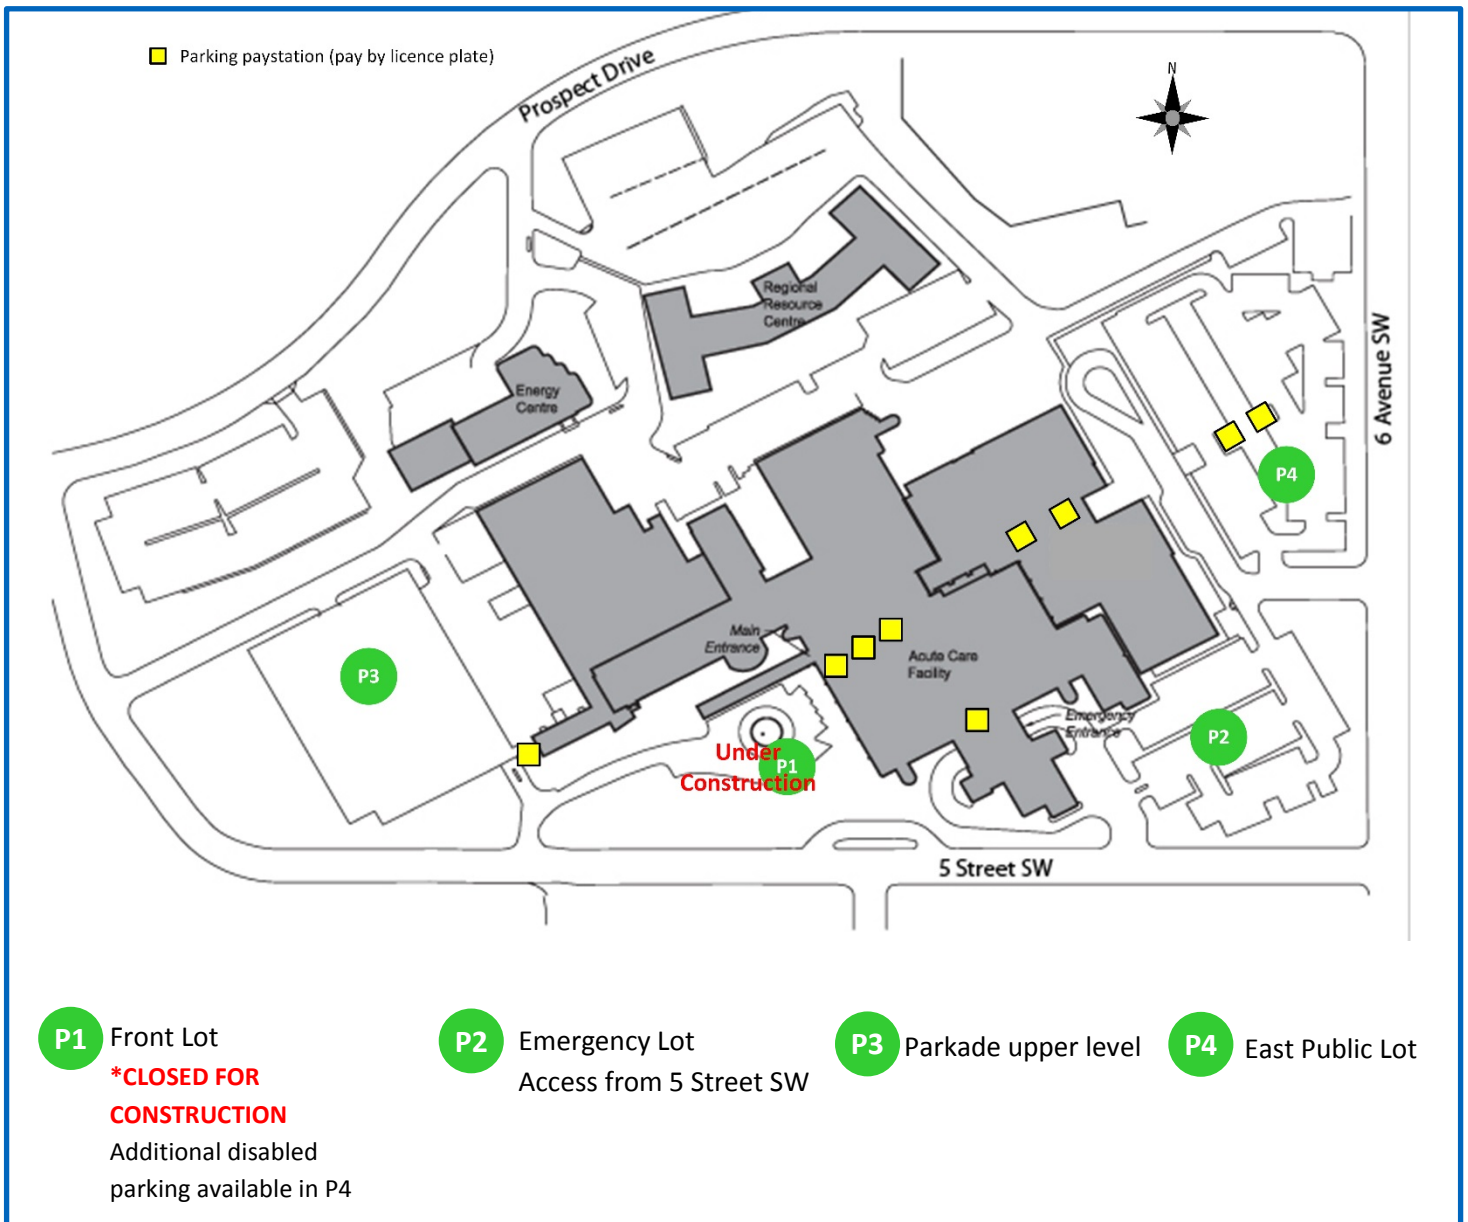 Parking paystation (pay by licence plate)
Prospect Drive
N
Regional
Resource
Centre
Energy
Centre
6 Avenue SW
P4
Main
Entrance
P3
Acute Care
Facility
Emergency
Entrance
P2
Under
P1
Construction
5 Street SW
P1 Front Lot
*CLOSED FOR
CONSTRUCTION
Additional disabled
parking available in P4
P2 Emergency Lot
Access from 5 Street SW
P3 Parkade upper level
P4 East Public Lot